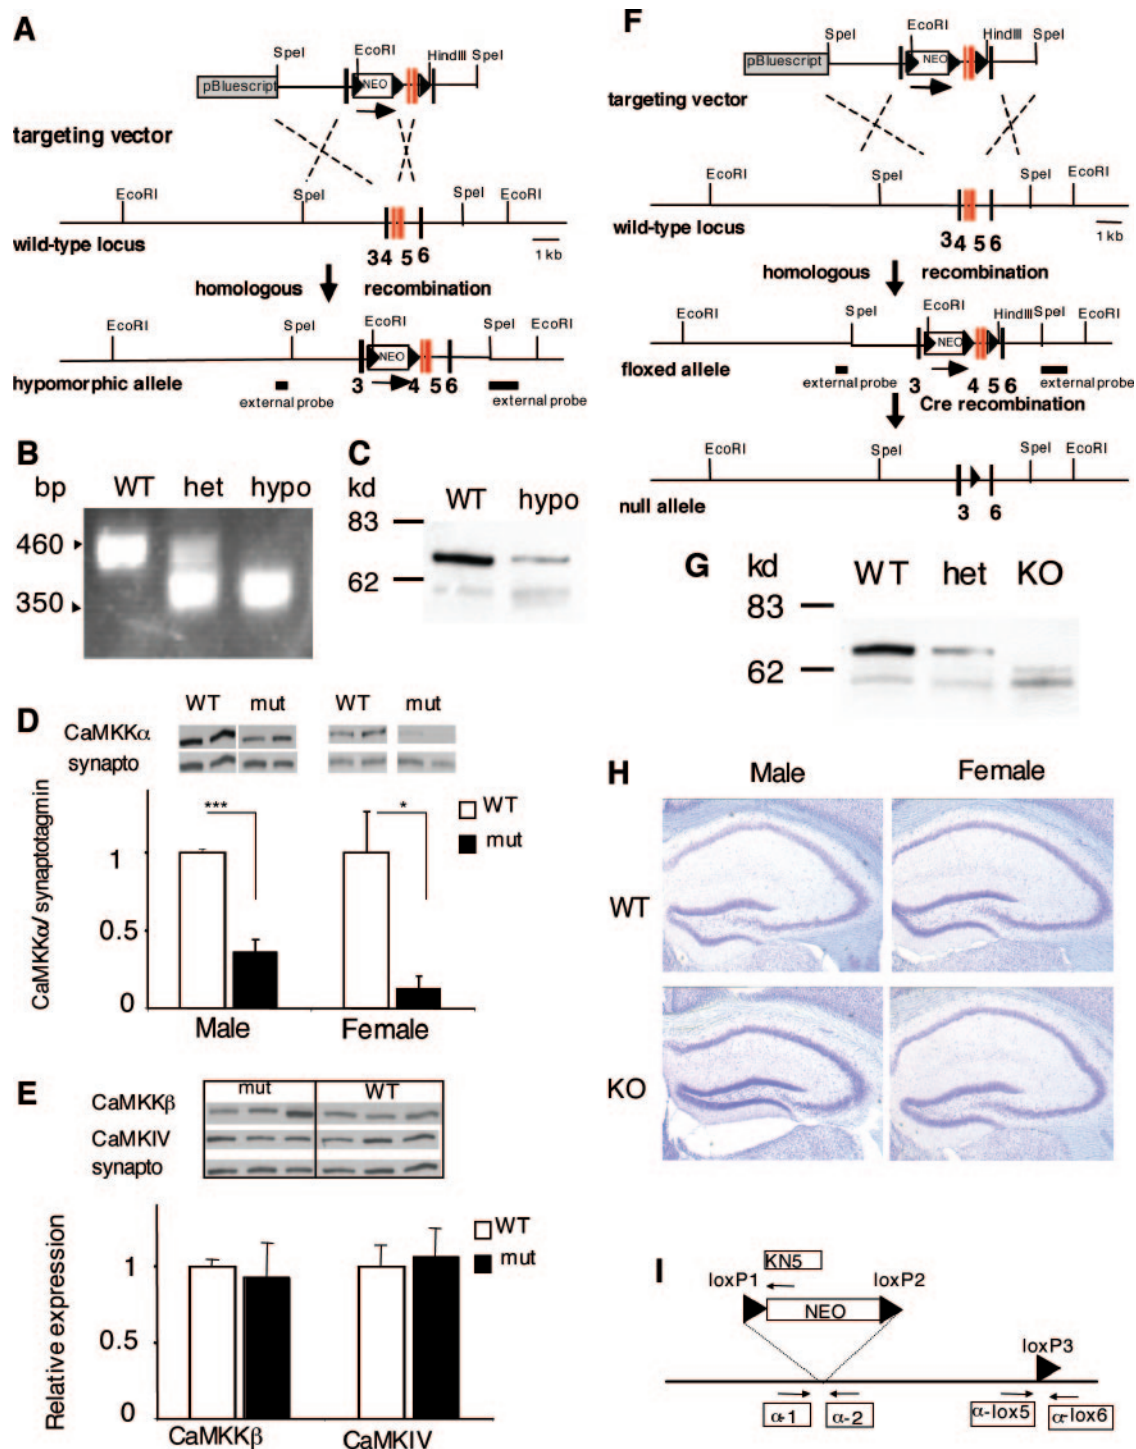 A
SpeI
EcoRI
HindIII
SpeI
pBluescript
NEO
targeting vector
EcoRI
SpeI
SpeI
EcoRI
wild-type locus
34 5 6
1 kb
homologous recombination
EcoRI
SpeI
EcoRI
SpeI
EcoRI
NEO
hypomorphic allele
3 4 5 6
external probe
external probe
B
bp
WT het hypo
460
350
C
kd
WT hypo
83
62
D
WT mut WT mut
CaMKKα
synapto
CaMKKα/ synaptotagmin
***
*
WT
mut
1
0.5
0
Male Female
E
mut WT
CaMKKβ
CaMKIV
synapto
Relative expression
WT
mut
1
0.5
0
CaMKKβ CaMKIV
F
SpeI
EcoRI
HindIII
SpeI
pBluescript
NEO
targeting vector
EcoRI
SpeI
SpeI
EcoRI
wild-type locus
34 5 6
1 kb
homologous recombination
EcoRI
SpeI
EcoRI
HindIII
SpeI
EcoRI
NEO
floxed allele
3 4 5 6
external probe
external probe
Cre recombination
EcoRI
SpeI
SpeI
EcoRI
null allele
3 6
G
kd
WT het KO
83
62
H
Male Female
WT
KO
I
KN5
loxP1 loxP2
NEO
loxP3
α-1 α-2 α-lox5 α-lox6